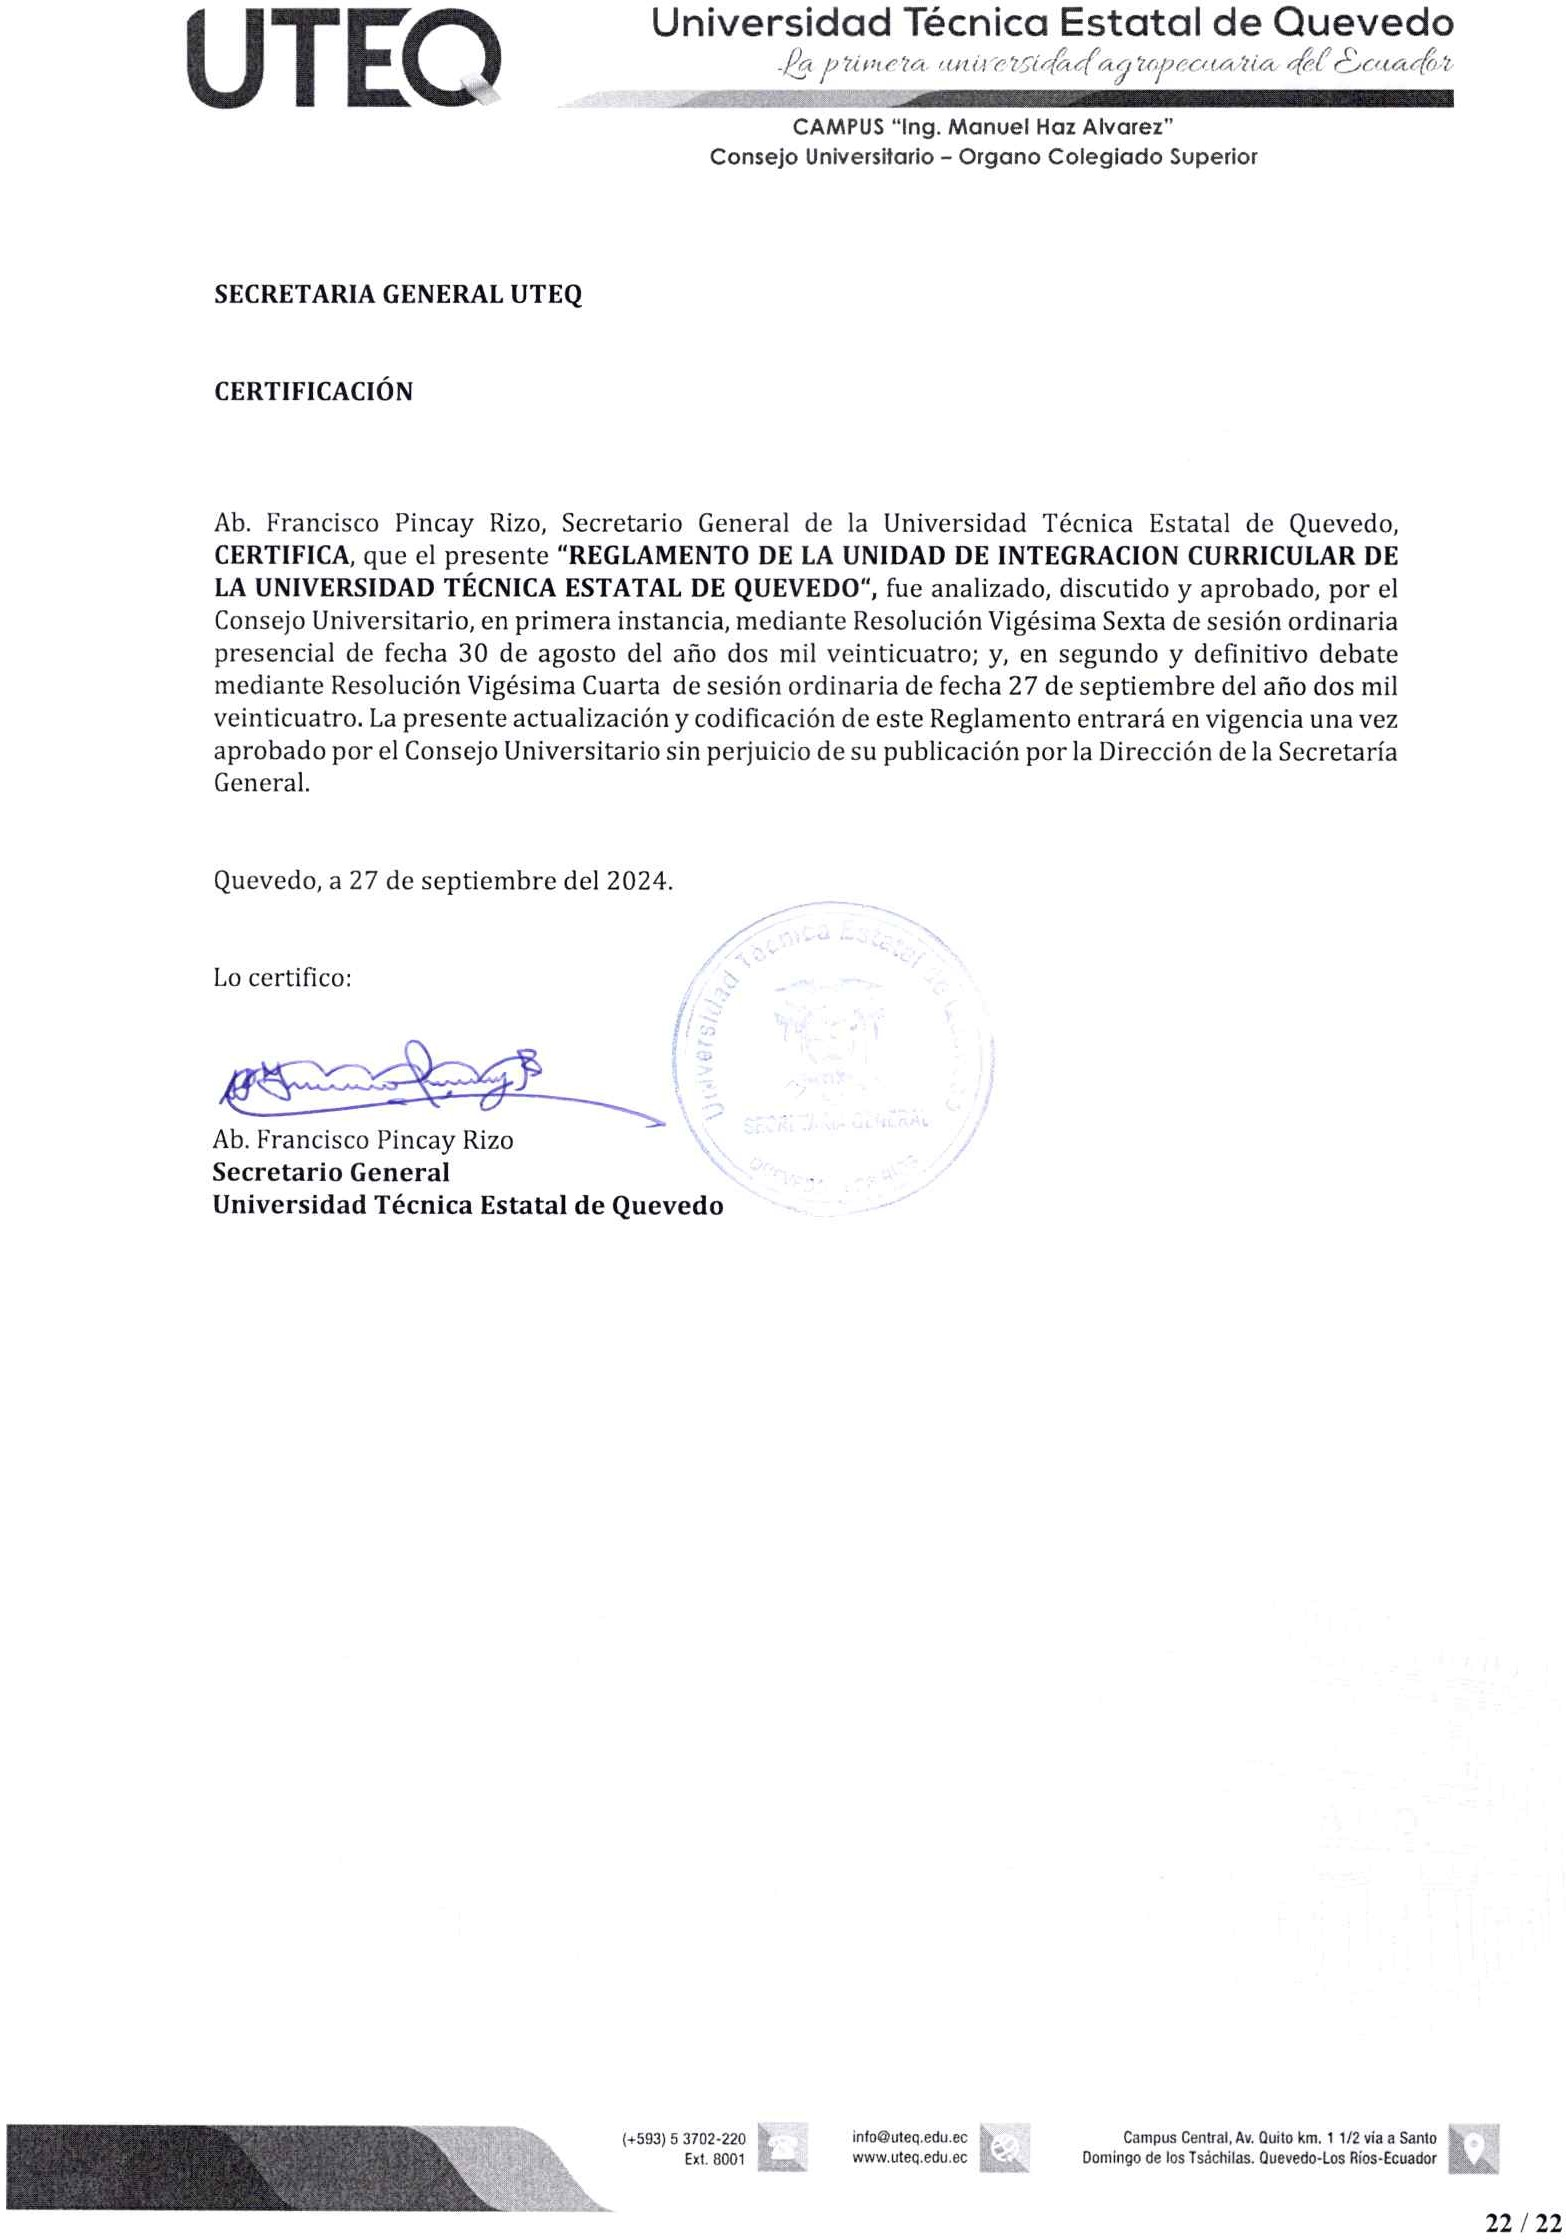 UTEQ
Universidad Técnica Estatal de Quevedo
La primera universidad agropecuaria del Ecuador
CAMPUS “Ing. Manuel Haz Alvarez”
Consejo Universitario – Organo Colegiado Superior
SECRETARIA GENERAL UTEQ
CERTIFICACIÓN
Ab. Francisco Pincay Rizo, Secretario General de la Universidad Técnica Estatal de Quevedo,
CERTIFICA, que el presente “REGLAMENTO DE LA UNIDAD DE INTEGRACION CURRICULAR DE
LA UNIVERSIDAD TÉCNICA ESTATAL DE QUEVEDO“, fue analizado, discutido y aprobado, por el
Consejo Universitario, en primera instancia, mediante Resolución Vigésima Sexta de sesión ordinaria
presencial de fecha 30 de agosto del año dos mil veinticuatro; y, en segundo y definitivo debate
mediante Resolución Vigésima Cuarta de sesión ordinaria de fecha 27 de septiembre del año dos mil
veinticuatro. La presente actualización y codificación de este Reglamento entrará en vigencia una vez
aprobado por el Consejo Universitario sin perjuicio de su publicación por la Dirección de la Secretaría
General.
Quevedo, a 27 de septiembre del 2024.
Lo certifico:
Universidad Técnica Estatal de
SECRETARIA GENERAL
Ab. Francisco Pincay Rizo
Secretario General
Universidad Técnica Estatal de Quevedo
(+593) 5 3702-220
Ext. 8001
info@uteq.edu.ec
www.uteq.edu.ec
Campus Central, Av. Quito km. 1 1/2 vía a Santo
Domingo de los Tsáchilas. Quevedo-Los Ríos-Ecuador
22 / 22